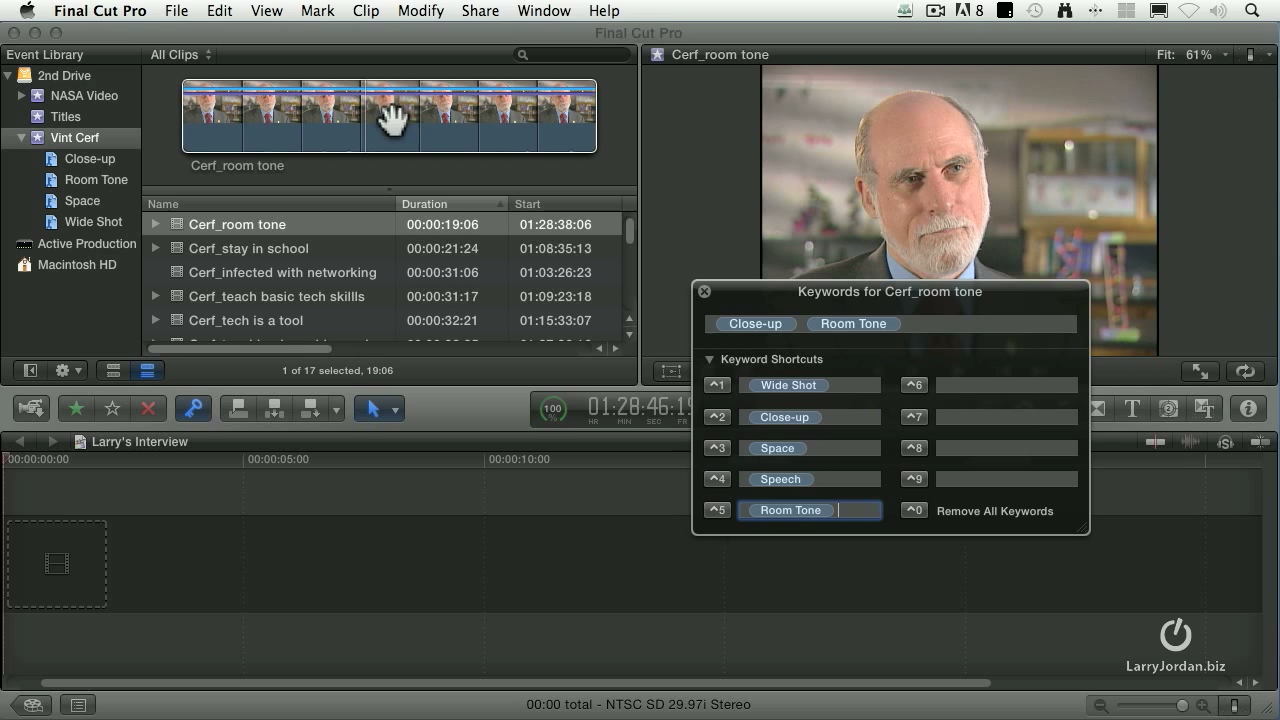 Final Cut Pro File Edit View Mark Clip Modify Share Window Help 8
Final Cut Pro
Event Library
All Clips
Cerf_room tone
Fit: 61%
2nd Drive
NASA Video
Titles
Vint Cerf
Close-up
Room Tone
Space
Wide Shot
Active Production
Macintosh HD
Cerf_room tone
Name Duration Start
Cerf_room tone 00:00:19:06 01:28:38:06
Cerf_stay in school 00:00:21:24 01:08:35:13
Cerf_infected with networking 00:00:31:06 01:03:26:23
Cerf_teach basic tech skillls 00:00:31:17 01:09:23:18
Cerf_tech is a tool 00:00:32:21 01:15:33:07
1 of 17 selected, 19:06
Keywords for Cerf_room tone
Close-up Room Tone
Keyword Shortcuts
^1 Wide Shot ^6
^2 Close-up ^7
^3 Space ^8
^4 Speech ^9
^5 Room Tone ^0 Remove All Keywords
100
%
01:28:46:19
HR MIN SEC
T
Larry's Interview
00:00:00:00 00:00:05:00 00:00:10:00
LarryJordan.biz
00:00 total - NTSC SD 29.97i Stereo